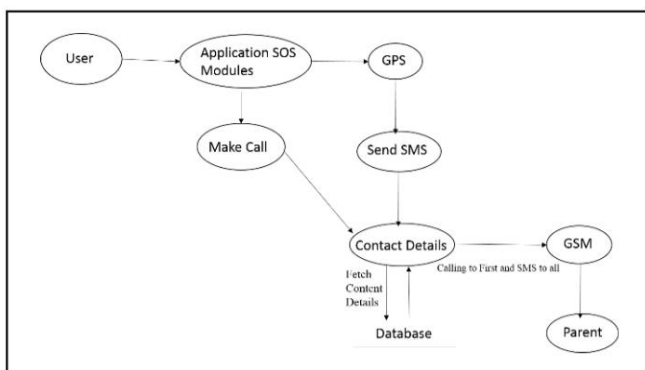 User
Application SOS
Modules
GPS
Make Call
Send SMS
Contact Details
GSM
Calling to First and SMS to all
Fetch
Content
Details
Database
Parent